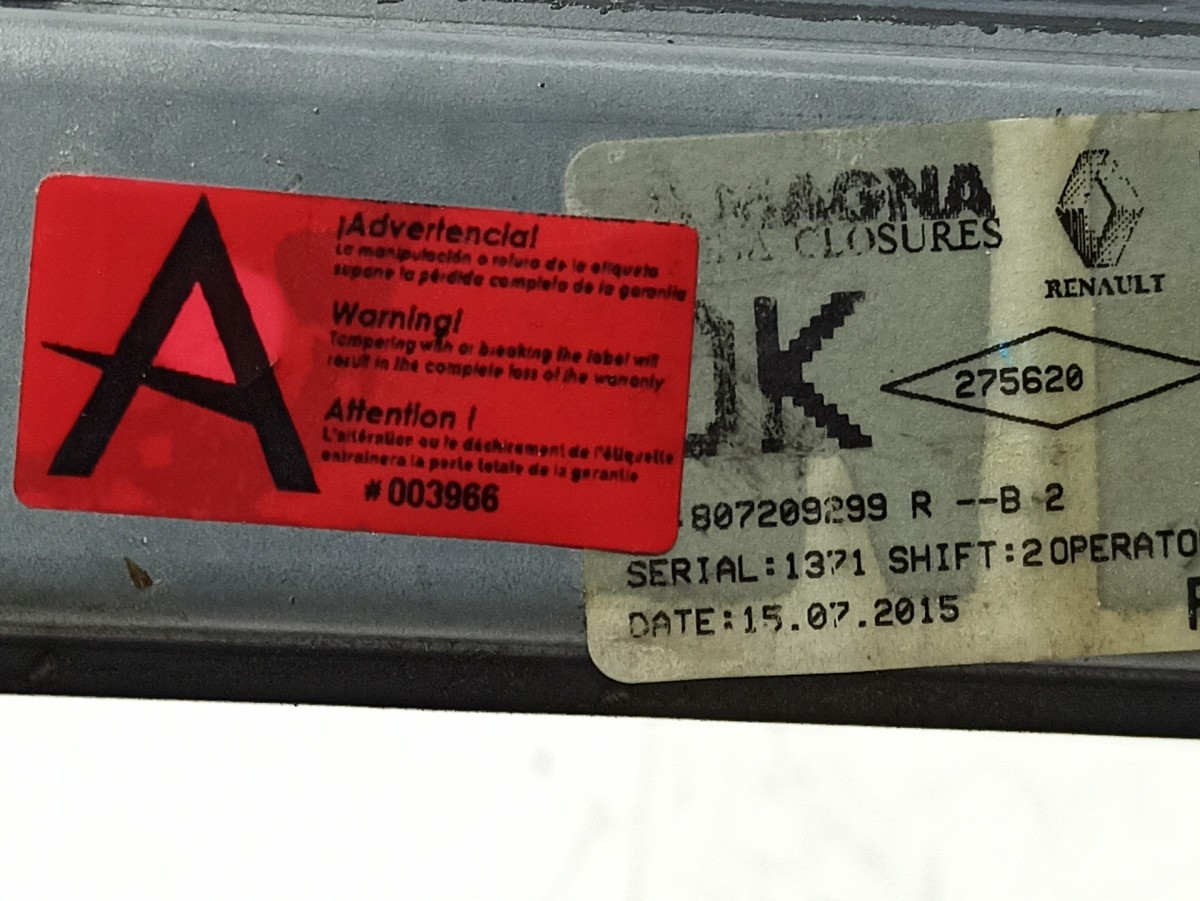 A
¡Advertencia!
La manipulación o rotura de la etiqueta
supone la pérdida completa de la garantía
Warning!
Tampering with or breaking the label will
result in the complete loss of the warranty
Attention !
L'altération ou le déchirement de l'étiquette
entrainera la perte totale de la garantie
#003966
MAGNA
CLOSURES
RENAULT
OK
275620
807209299 R --B 2
SERIAL:1371 SHIFT:2OPERATO
DATE:15.07.2015